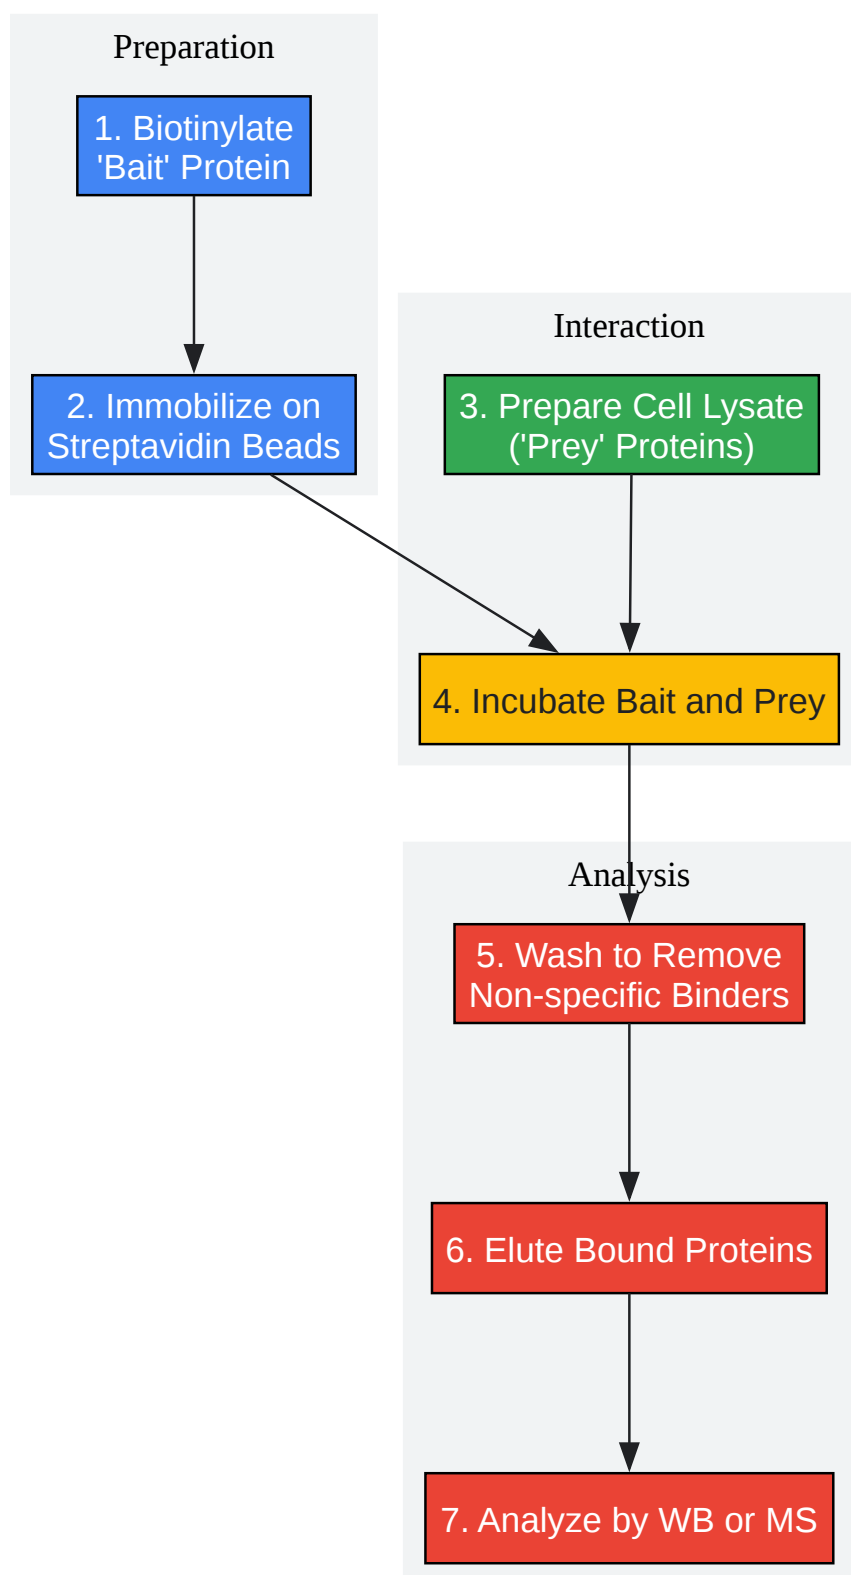 Preparation
1. Biotinylate
'Bait' Protein
2. Immobilize on
Streptavidin Beads
Interaction
3. Prepare Cell Lysate
('Prey' Proteins)
4. Incubate Bait and Prey
Analysis
5. Wash to Remove
Non-specific Binders
6. Elute Bound Proteins
7. Analyze by WB or MS